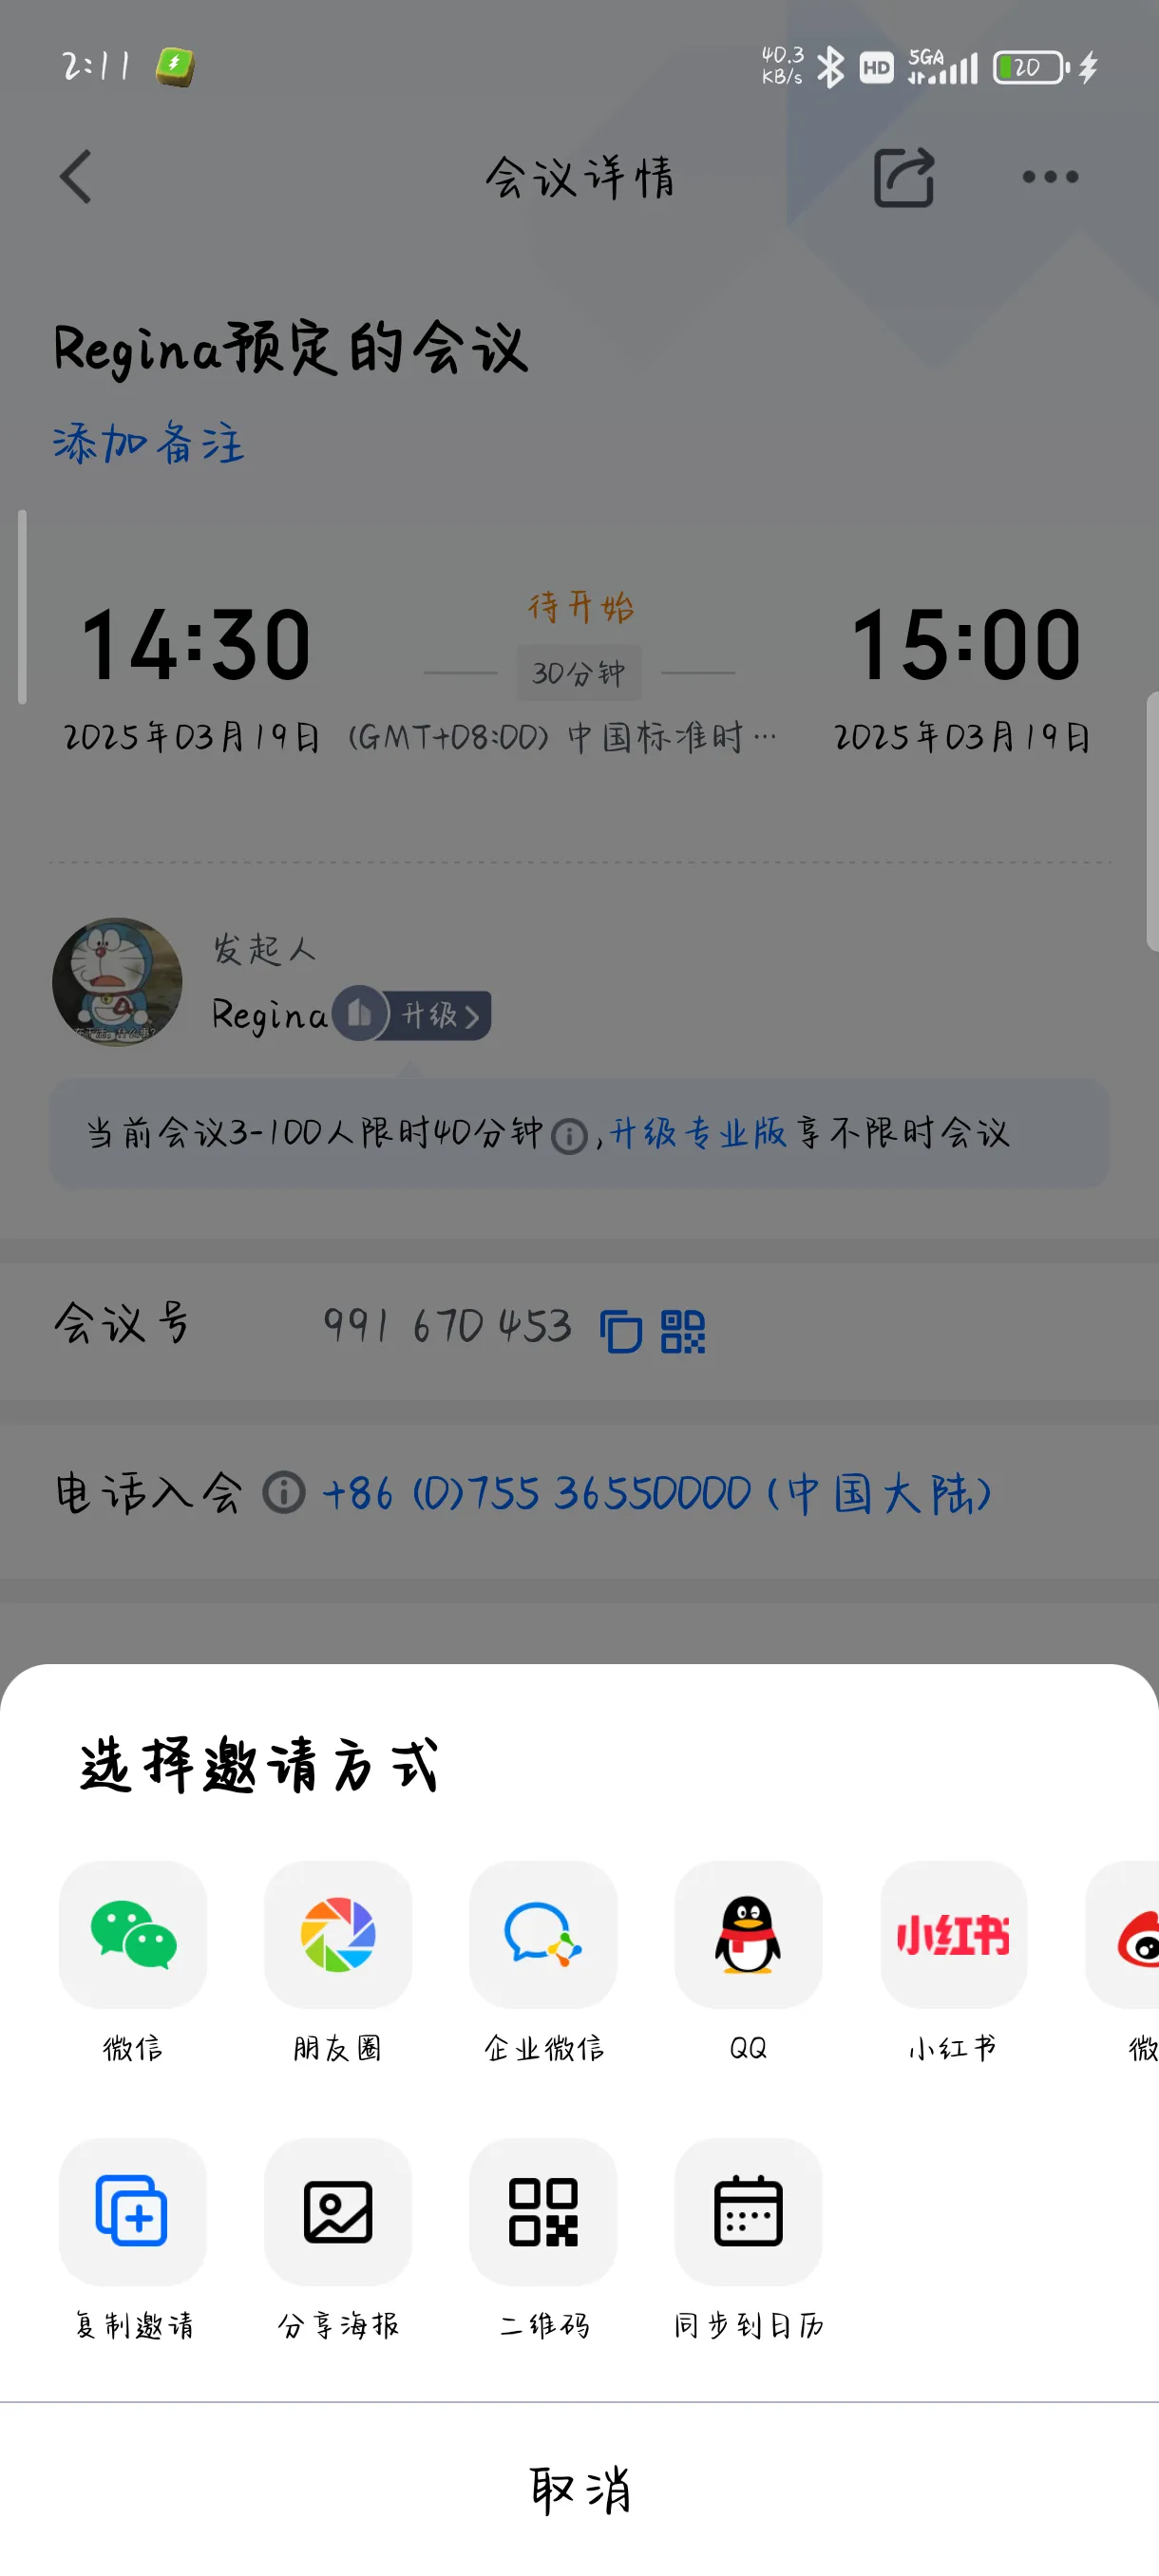 2:11 40.3 KB/s HD 5GA 20
会议详情
Regina预定的会议
添加备注
待开始
14:30 30分钟 15:00
2025年03月19日 (GMT+08:00) 中国标准时… 2025年03月19日
发起人
Regina 升级
当前会议3-100人限时40分钟,升级专业版享不限时会议
会议号 991 670 453
电话入会 +86 (0)755 36550000 (中国大陆)
选择邀请方式
小红书
微信 朋友圈 企业微信 QQ 小红书 微
复制邀请 分享海报 二维码 同步到日历
取消